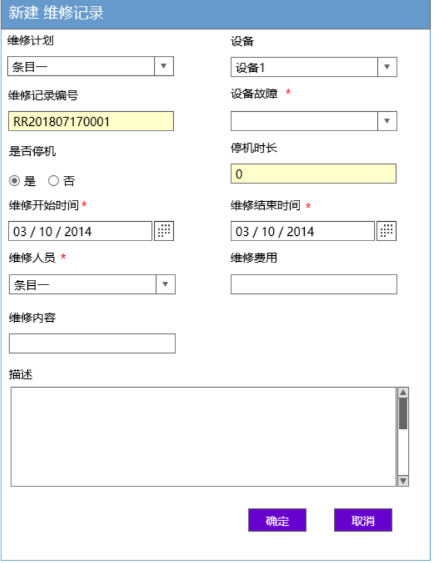 新建 维修记录
维修计划
设备
条目一
设备1
维修记录编号
设备故障 *
RR201807170001
是否停机
停机时长
是 否
0
维修开始时间*
维修结束时间 *
03 / 10 / 2014
03 / 10 / 2014
维修人员 *
维修费用
条目一
维修内容
描述
确定
取消